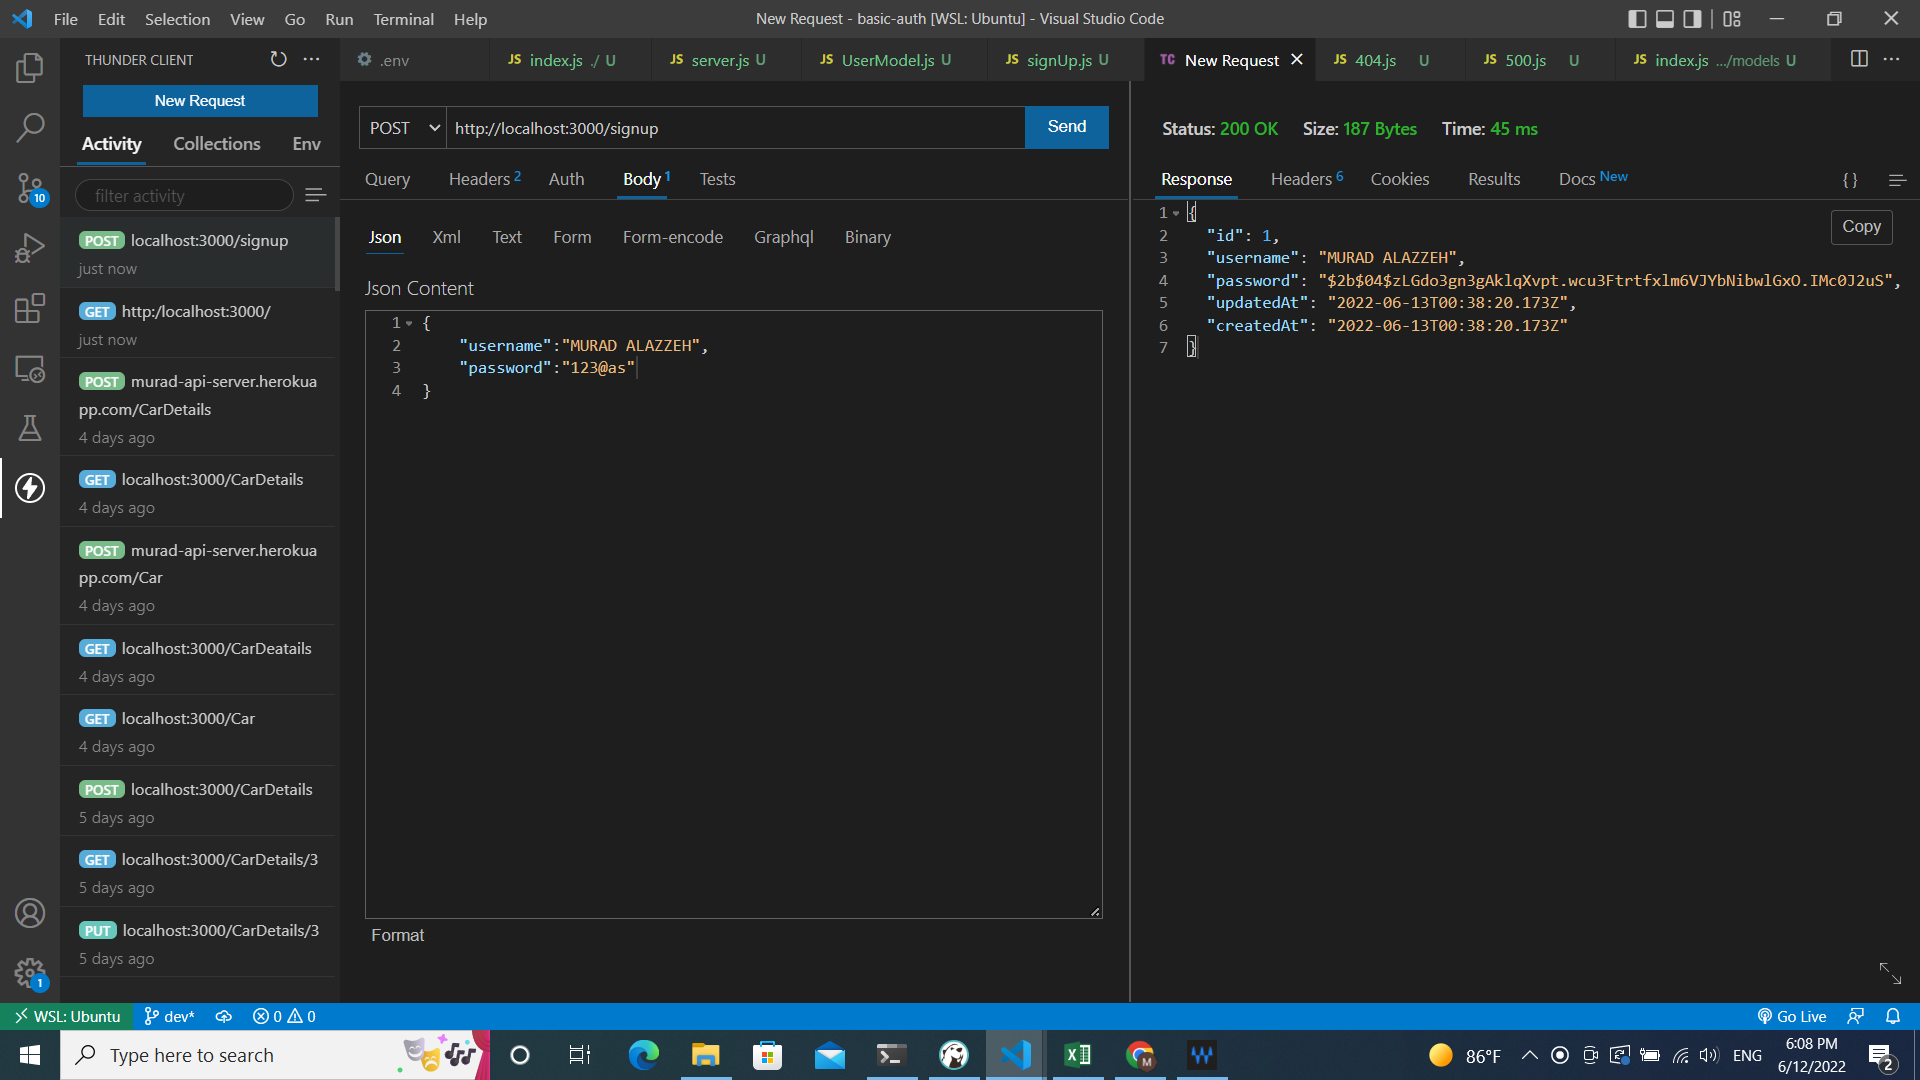 File Edit Selection View Go Run Terminal Help
New Request - basic-auth [WSL: Ubuntu] - Visual Studio Code
THUNDER CLIENT
New Request
Activity Collections Env
filter activity
POST localhost:3000/signup
just now
GET http:/localhost:3000/
just now
POST murad-api-server.herokua
pp.com/CarDetails
4 days ago
GET localhost:3000/CarDetails
4 days ago
POST murad-api-server.herokua
pp.com/Car
4 days ago
GET localhost:3000/CarDeatails
4 days ago
GET localhost:3000/Car
4 days ago
POST localhost:3000/CarDetails
5 days ago
GET localhost:3000/CarDetails/3
5 days ago
PUT localhost:3000/CarDetails/3
5 days ago
10
1
.env JS index.js ./ U JS server.js U JS UserModel.js U JS signUp.js U TC New Request JS 404.js U JS 500.js U JS index.js .../models U
POST http://localhost:3000/signup Send
Query Headers 2 Auth Body 1 Tests
Json Xml Text Form Form-encode Graphql Binary
Json Content
1 {
2 "username":"MURAD ALAZZEH",
3 "password":"123@as"
4 }
Format
Status: 200 OK Size: 187 Bytes Time: 45 ms
Response Headers 6 Cookies Results Docs New { }
Copy
1 {
2 "id": 1,
3 "username": "MURAD ALAZZEH",
4 "password": "$2b$04$zLGdo3gn3gAklqXvpt.wcu3Ftrtfxlm6VJYbNibwlGxO.IMc0J2uS",
5 "updatedAt": "2022-06-13T00:38:20.173Z",
6 "createdAt": "2022-06-13T00:38:20.173Z"
7 }
WSL: Ubuntu dev* 0 0 Go Live
Type here to search
86°F ENG 6:08 PM
6/12/2022
2